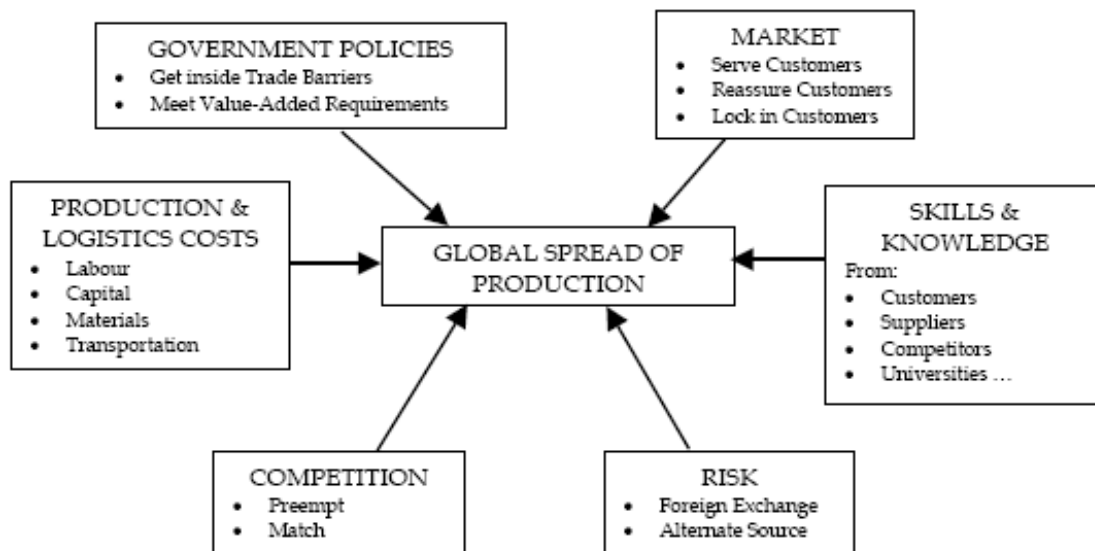 GOVERNMENT POLICIES
• Get inside Trade Barriers
• Meet Value-Added Requirements
MARKET
• Serve Customers
• Reassure Customers
• Lock in Customers
PRODUCTION &
LOGISTICS COSTS
• Labour
• Capital
• Materials
• Transportation
GLOBAL SPREAD OF
PRODUCTION
SKILLS &
KNOWLEDGE
From:
• Customers
• Suppliers
• Competitors
• Universities …
COMPETITION
• Preempt
• Match
RISK
• Foreign Exchange
• Alternate Source